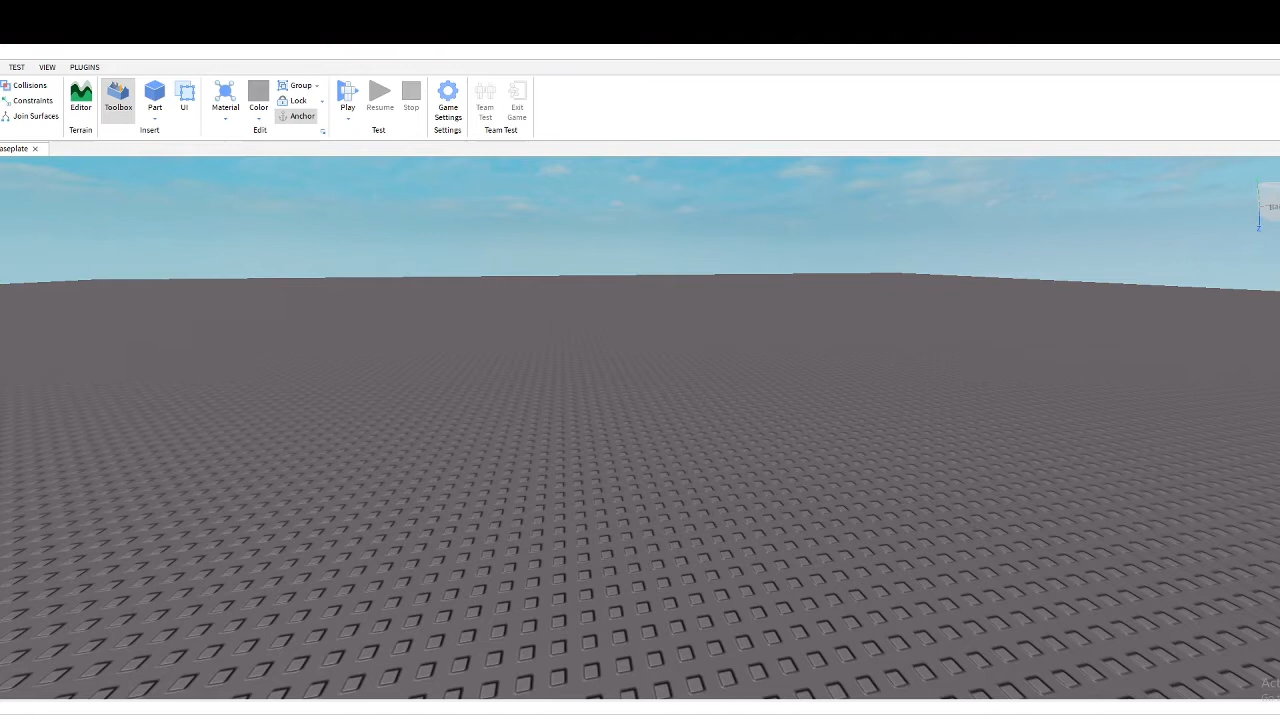 TEST VIEW PLUGINS
Collisions
Constraints
Join Surfaces
Editor
Terrain
Toolbox
Part
UI
Insert
Material
Color
Group
Lock
Anchor
Edit
Play
Resume
Stop
Test
Game
Settings
Settings
Team
Test
Exit
Game
Team Test
aseplate
Z